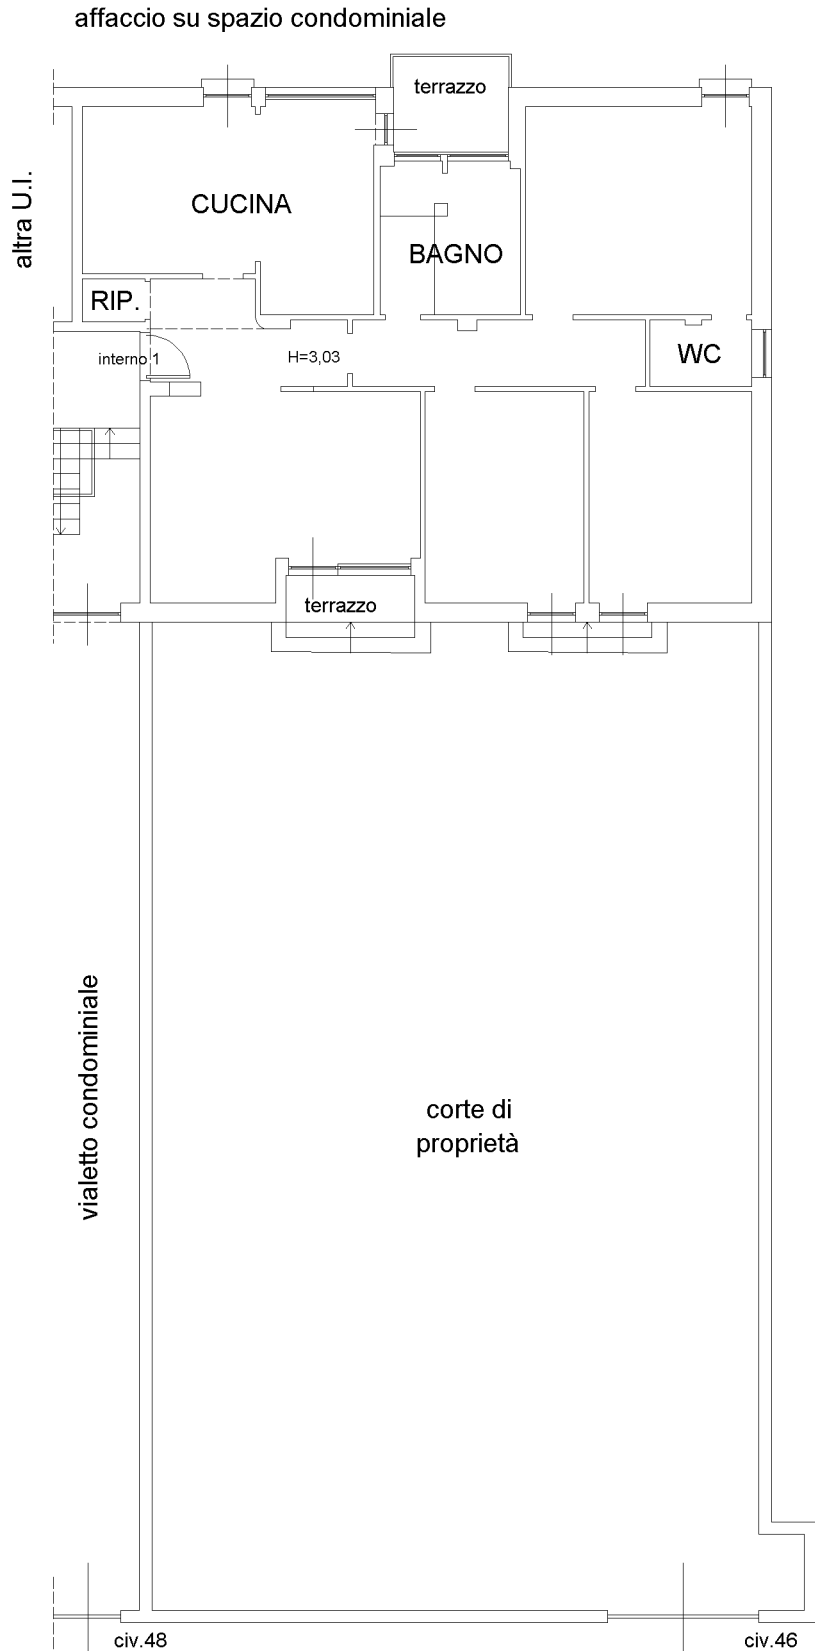 affaccio su spazio condominiale
terrazzo
altra U.I.
CUCINA
BAGNO
RIP.
interno 1
H=3,03
WC
terrazzo
vialetto condominiale
corte di
proprietà
civ.48
civ.46